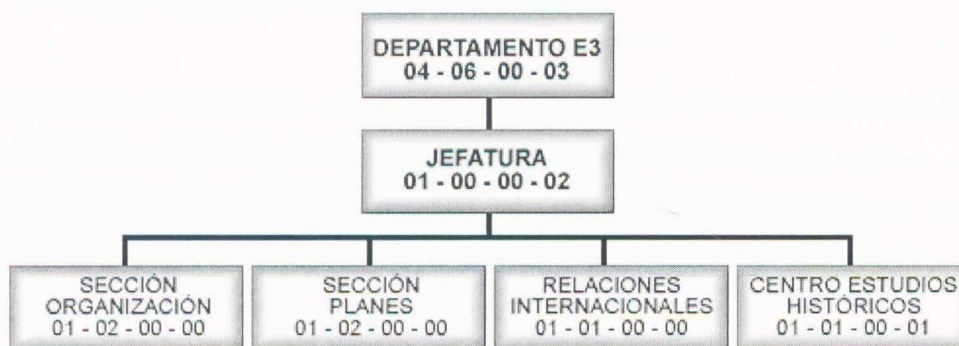 DEPARTAMENTO E3
04 - 06 - 00 - 03
JEFATURA
01 - 00 - 00 - 02
SECCIÓN
ORGANIZACIÓN
01 - 02 - 00 - 00
SECCIÓN
PLANES
01 - 02 - 00 - 00
RELACIONES
INTERNACIONALES
01 - 01 - 00 - 00
CENTRO ESTUDIOS
HISTÓRICOS
01 - 01 - 00 - 01